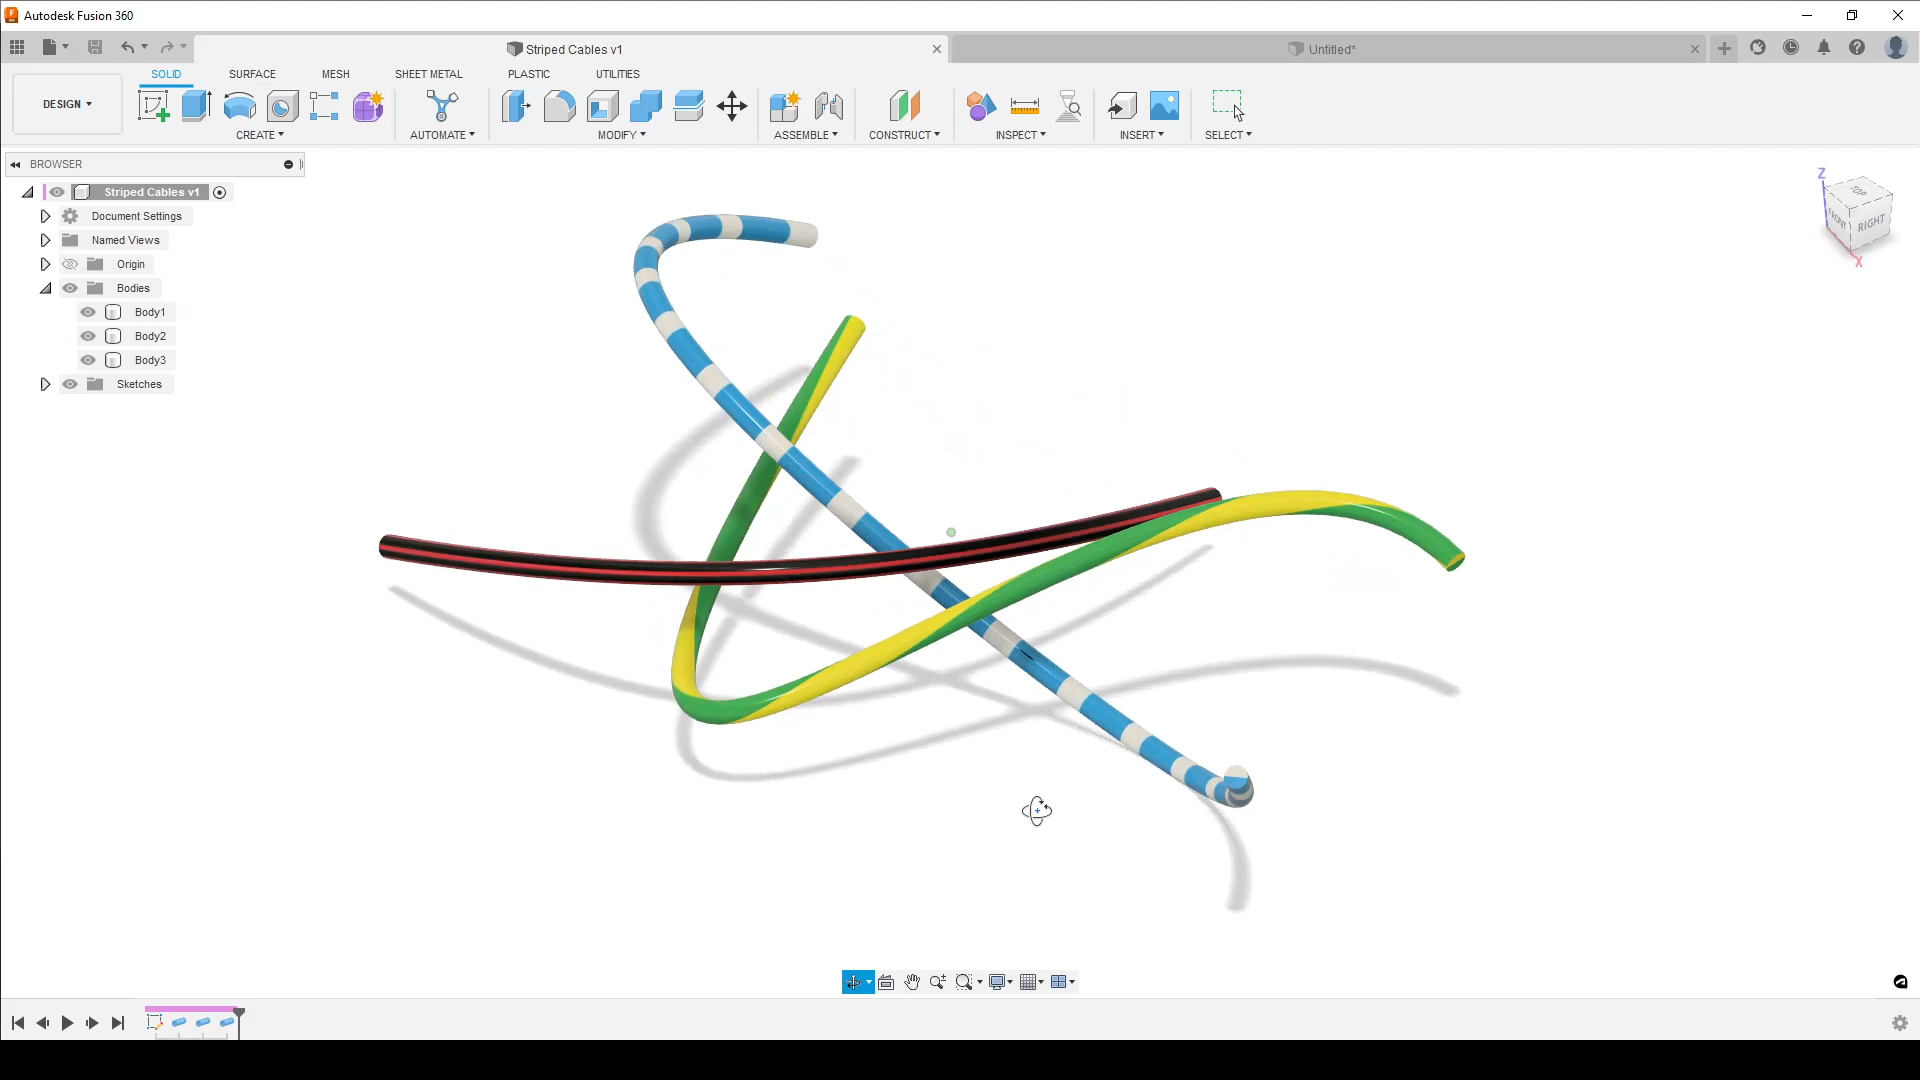 Autodesk Fusion 360
Striped Cables v1
Untitled*
DESIGN
SOLID
SURFACE
MESH
SHEET METAL
PLASTIC
UTILITIES
CREATE
AUTOMATE
MODIFY
ASSEMBLE
CONSTRUCT
INSPECT
INSERT
SELECT
BROWSER
Striped Cables v1
Document Settings
Named Views
Origin
Bodies
Body1
Body2
Body3
Sketches
Z
TOP
FRONT
RIGHT
X